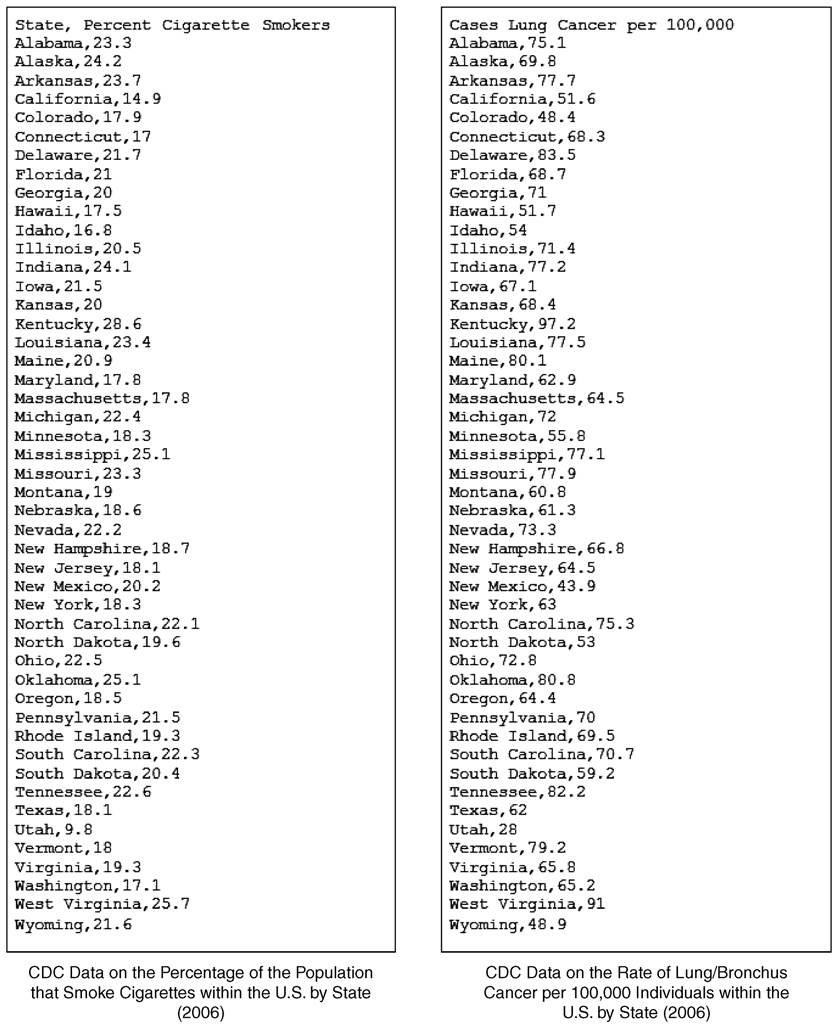 State, Percent Cigarette Smokers
Alabama,23.3
Alaska,24.2
Arkansas,23.7
California,14.9
Colorado,17.9
Connecticut,17
Delaware,21.7
Florida,21
Georgia,20
Hawaii,17.5
Idaho,16.8
Illinois,20.5
Indiana,24.1
Iowa,21.5
Kansas,20
Kentucky,28.6
Louisiana,23.4
Maine,20.9
Maryland,17.8
Massachusetts,17.8
Michigan,22.4
Minnesota,18.3
Mississippi,25.1
Missouri,23.3
Montana,19
Nebraska,18.6
Nevada,22.2
New Hampshire,18.7
New Jersey,18.1
New Mexico,20.2
New York,18.3
North Carolina,22.1
North Dakota,19.6
Ohio,22.5
Oklahoma,25.1
Oregon,18.5
Pennsylvania,21.5
Rhode Island,19.3
South Carolina,22.3
South Dakota,20.4
Tennessee,22.6
Texas,18.1
Utah,9.8
Vermont,18
Virginia,19.3
Washington,17.1
West Virginia,25.7
Wyoming,21.6
CDC Data on the Percentage of the Population
that Smoke Cigarettes within the U.S. by State
(2006)
Cases Lung Cancer per 100,000
Alabama,75.1
Alaska,69.8
Arkansas,77.7
California,51.6
Colorado,48.4
Connecticut,68.3
Delaware,83.5
Florida,68.7
Georgia,71
Hawaii,51.7
Idaho,54
Illinois,71.4
Indiana,77.2
Iowa,67.1
Kansas,68.4
Kentucky,97.2
Louisiana,77.5
Maine,80.1
Maryland,62.9
Massachusetts,64.5
Michigan,72
Minnesota,55.8
Mississippi,77.1
Missouri,77.9
Montana,60.8
Nebraska,61.3
Nevada,73.3
New Hampshire,66.8
New Jersey,64.5
New Mexico,43.9
New York,63
North Carolina,75.3
North Dakota,53
Ohio,72.8
Oklahoma,80.8
Oregon,64.4
Pennsylvania,70
Rhode Island,69.5
South Carolina,70.7
South Dakota,59.2
Tennessee,82.2
Texas,62
Utah,28
Vermont,79.2
Virginia,65.8
Washington,65.2
West Virginia,91
Wyoming,48.9
CDC Data on the Rate of Lung/Bronchus
Cancer per 100,000 Individuals within the
U.S. by State (2006)